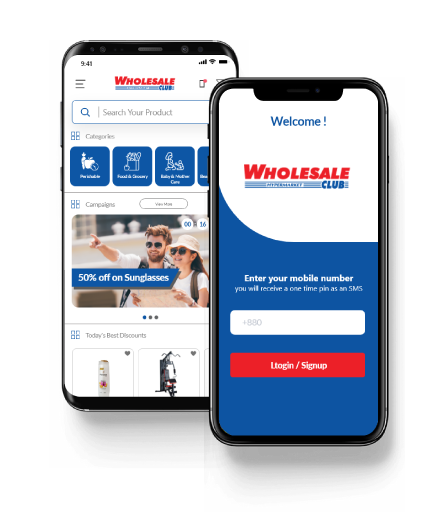 9:41
WHOLESALE
CLUB
Search Your Product
Categories
Perishable
Food & Grocery
Baby & Mother
Care
Campaigns
View More
00
16
50% off on Sunglasses
Today's Best Discounts
Welcome !
WHOLESALE
HYPERMARKET
CLUB
Enter your mobile number
you will receive a one time pin as an SMS
+880
Ltogin / Signup